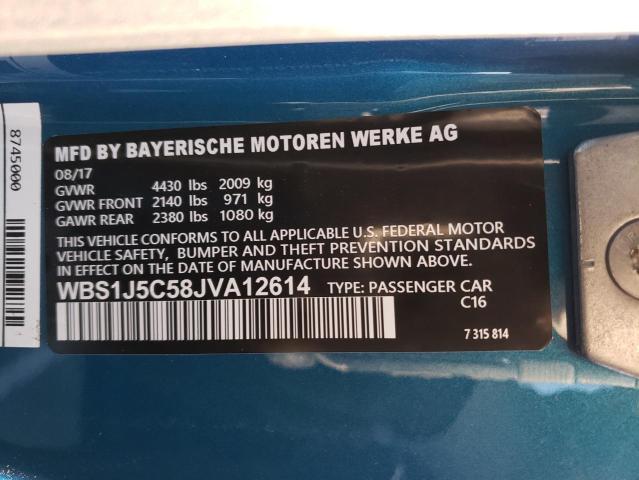 MFD BY BAYERISCHE MOTOREN WERKE AG
08/17
GVWR 4430 lbs 2009 kg
GVWR FRONT 2140 lbs 971 kg
GAWR REAR 2380 lbs 1080 kg
THIS VEHICLE CONFORMS TO ALL APPLICABLE U.S. FEDERAL MOTOR
VEHICLE SAFETY, BUMPER AND THEFT PREVENTION STANDARDS
IN EFFECT ON THE DATE OF MANUFACTURE SHOWN ABOVE.
WBS1J5C58JVA12614 TYPE: PASSENGER CAR
C16
7 315 814
8745000